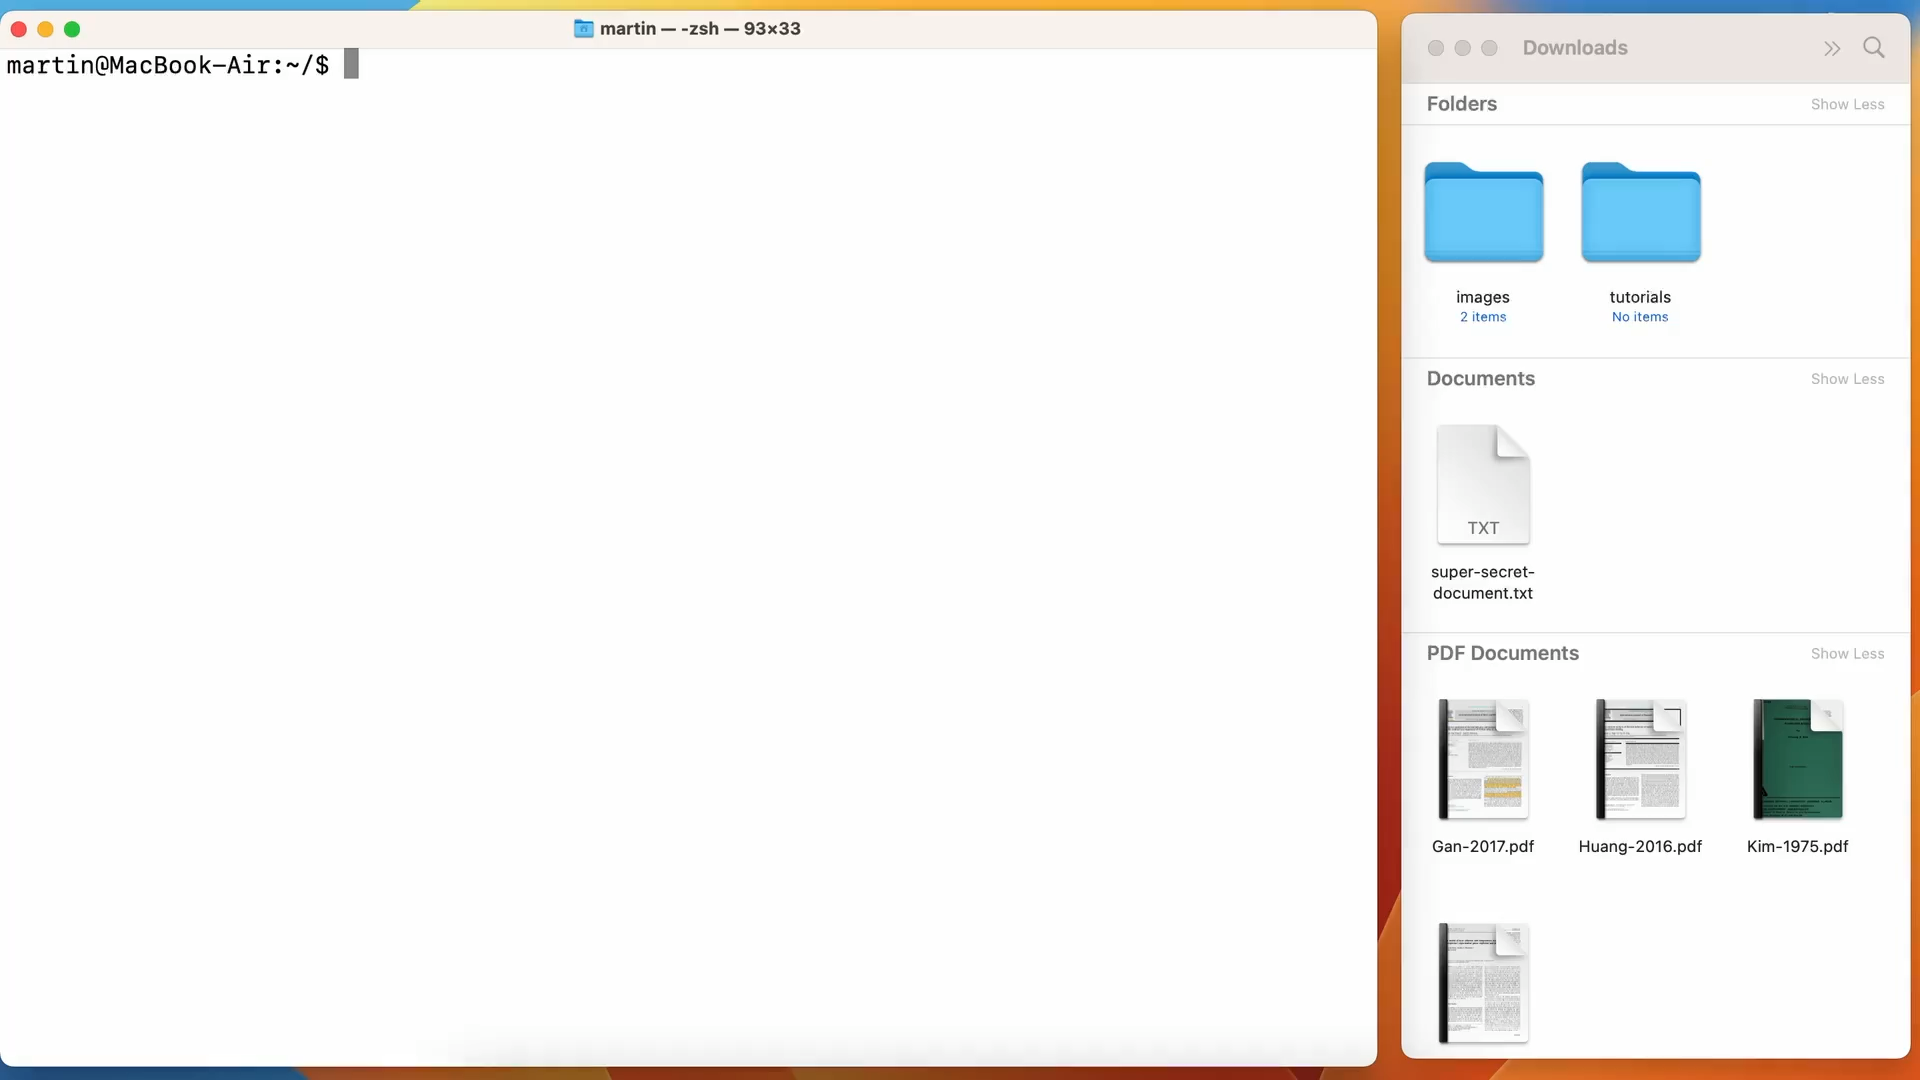 martin — -zsh — 93×33
martin@MacBook-Air:~/$
Downloads
Folders
Show Less
images
2 items
tutorials
No items
Documents
Show Less
TXT
super-secret-
document.txt
PDF Documents
Show Less
Gan-2017.pdf
Huang-2016.pdf
Kim-1975.pdf